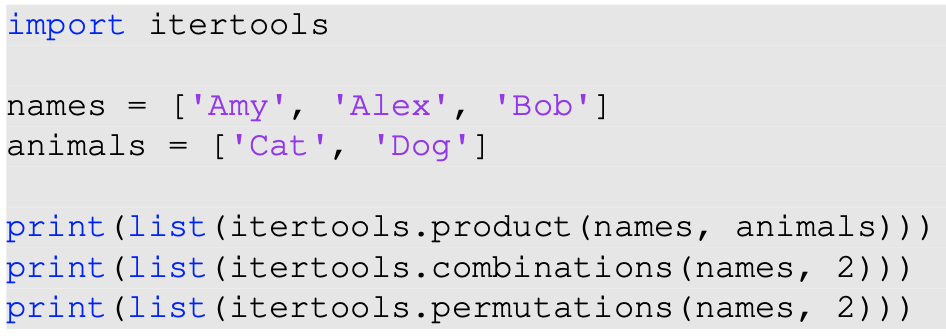 import itertools
names = ['Amy', 'Alex', 'Bob']
animals = ['Cat', 'Dog']
print(list(itertools.product(names, animals)))
print(list(itertools.combinations(names, 2)))
print(list(itertools.permutations(names, 2)))